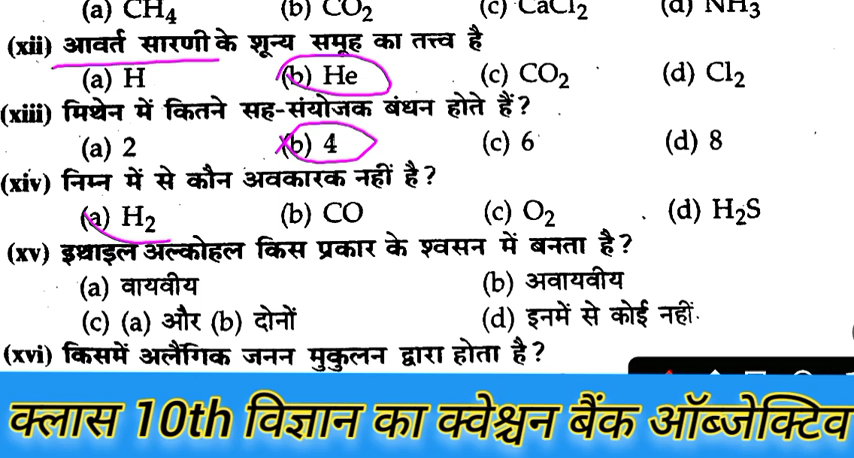 (a) CH₄ (b) CO₂ (c) CaCl₂ (d) NH₃
(xii) आवर्त सारणी के शून्य समूह का तत्त्व है
(a) H (b) He (c) CO₂ (d) Cl₂
(xiii) मिथेन में कितने सह-संयोजक बंधन होते हैं?
(a) 2 (b) 4 (c) 6 (d) 8
(xiv) निम्न में से कौन अवकारक नहीं है?
(a) H₂ (b) CO (c) O₂ (d) H₂S
(xv) इथाइल अल्कोहल किस प्रकार के श्वसन में बनता है?
(a) वायवीय (b) अवायवीय
(c) (a) और (b) दोनों (d) इनमें से कोई नहीं.
(xvi) किसमें अलैंगिक जनन मुकुलन द्वारा होता है?
क्लास 10th विज्ञान का क्वेश्चन बैंक ऑब्जेक्टिव